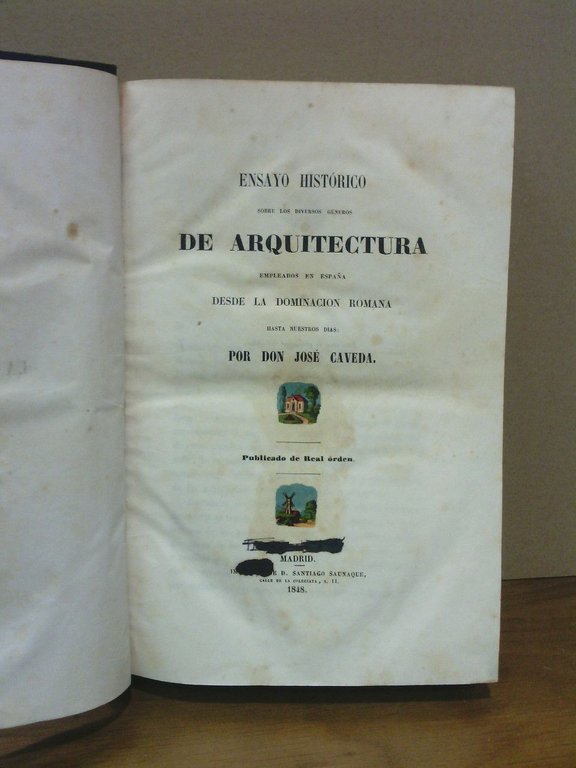 ENSAYO HISTÓRICO
SOBRE LOS DIVERSOS GÉNEROS
DE ARQUITECTURA
EMPLEADOS EN ESPAÑA
DESDE LA DOMINACION ROMANA
HASTA NUESTROS DIAS:
POR DON JOSÉ CAVEDA.
Publicado de Real órden.
MADRID.
D. SANTIAGO SAUNAQUE,
CALLE DE LA COLEGIATA, N. 11.
1848.